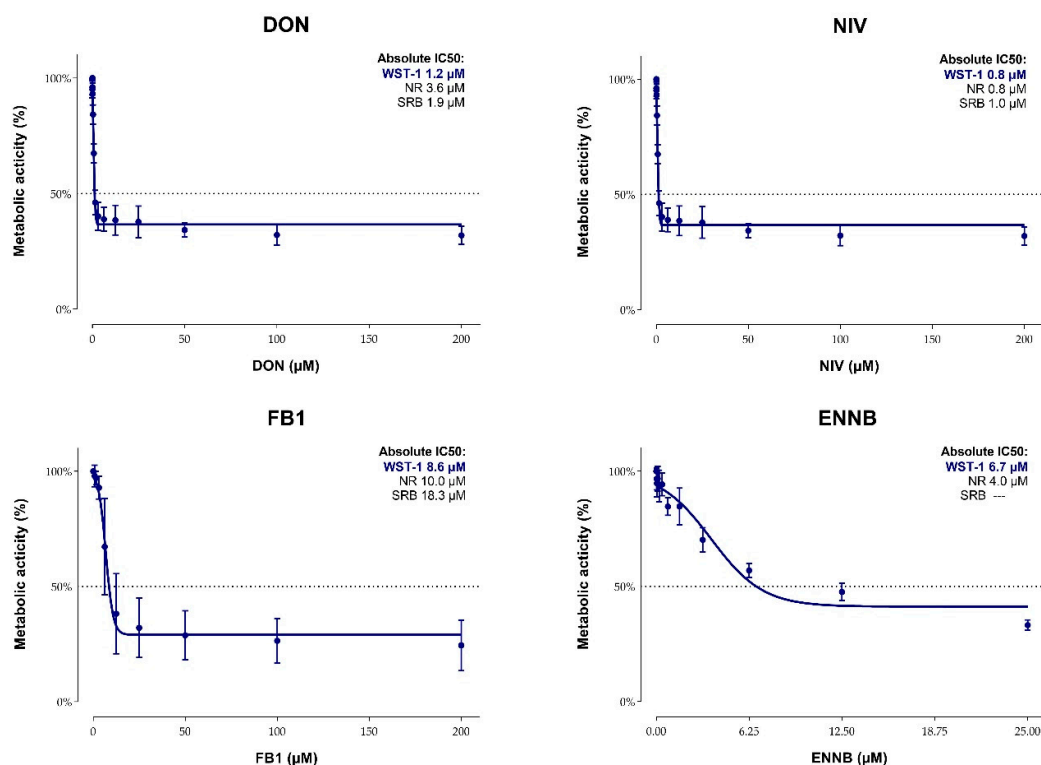 DON
Absolute IC50:
WST-1 1.2 µM
NR 3.6 µM
SRB 1.9 µM
Metabolic acticity (%)
100%
50%
0%
0
50
100
150
200
DON (µM)
NIV
Absolute IC50:
WST-1 0.8 µM
NR 0.8 µM
SRB 1.0 µM
Metabolic acticity (%)
100%
50%
0%
0
50
100
150
200
NIV (µM)
FB1
Absolute IC50:
WST-1 8.6 µM
NR 10.0 µM
SRB 18.3 µM
Metabolic activity (%)
100%
50%
0%
0
50
100
150
200
FB1 (µM)
ENNB
Absolute IC50:
WST-1 6.7 µM
NR 4.0 µM
SRB ---
Metabolic activity (%)
100%
50%
0%
0.00
6.25
12.50
18.75
25.00
ENNB (µM)